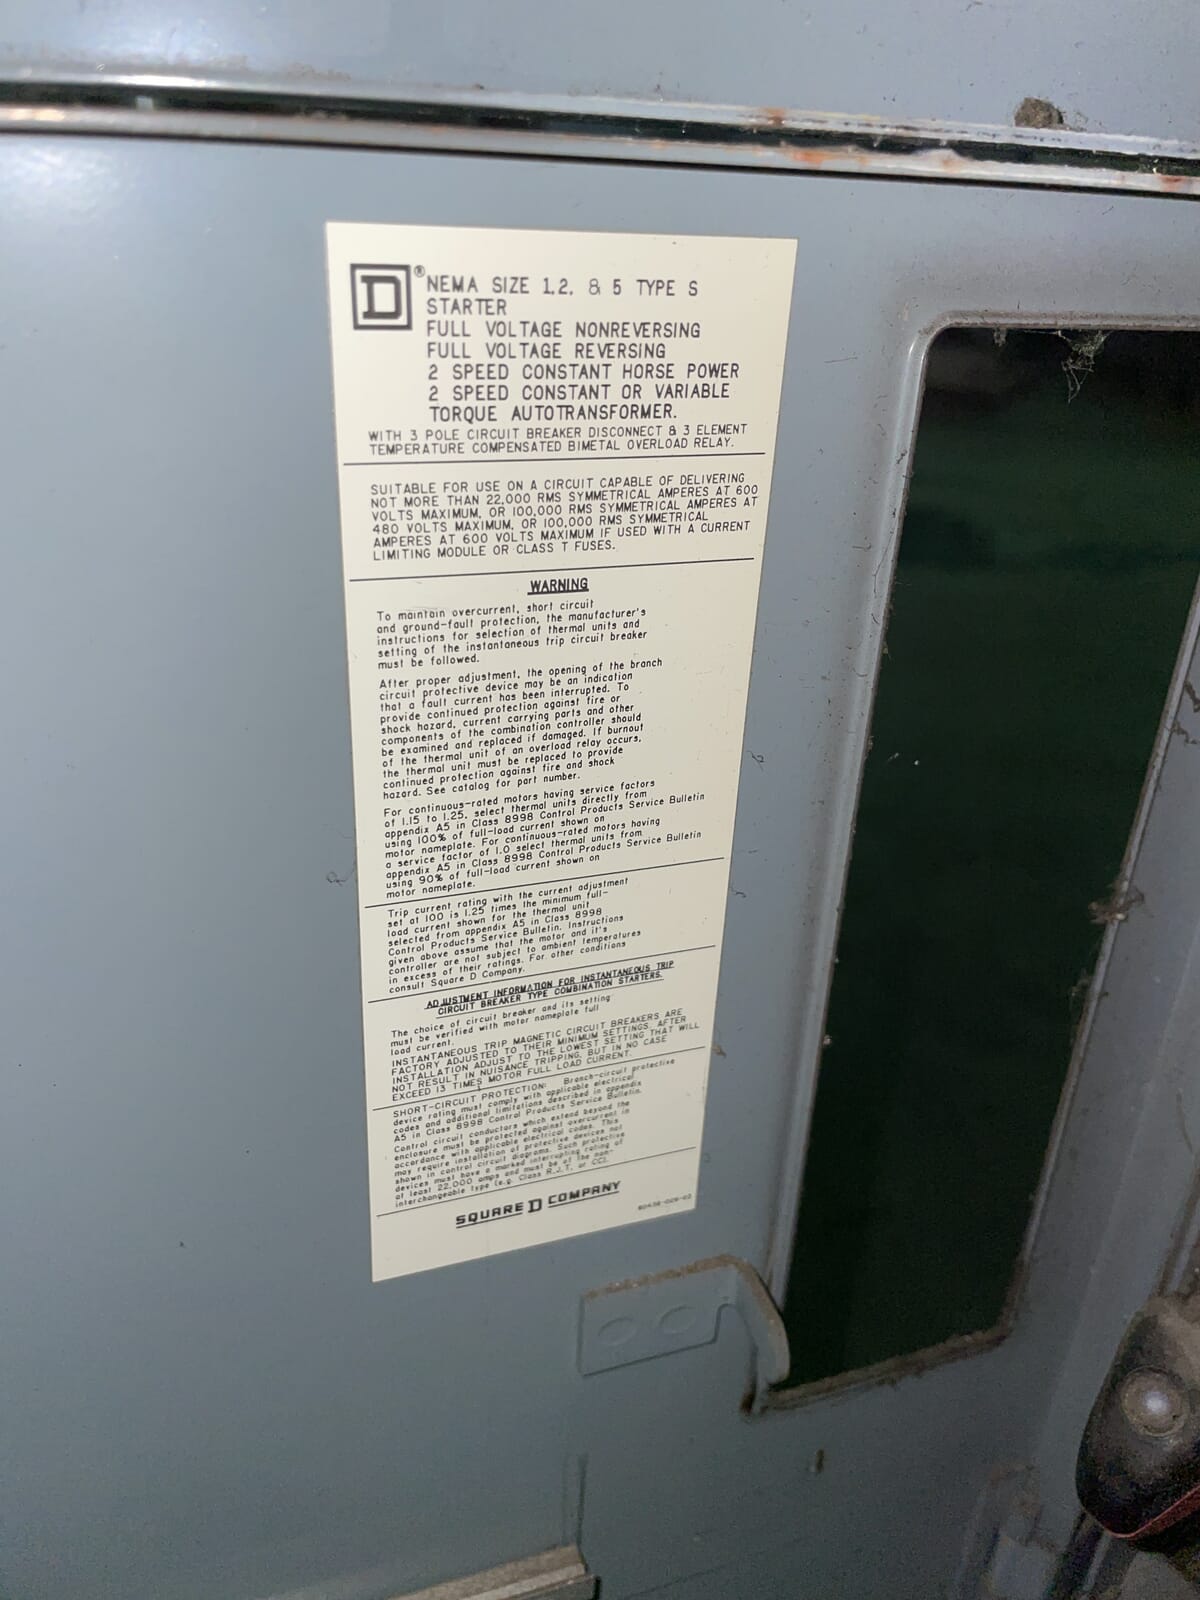 D®
NEMA SIZE 1,2, & 5 TYPE S
STARTER
FULL VOLTAGE NONREVERSING
FULL VOLTAGE REVERSING
2 SPEED CONSTANT HORSE POWER
2 SPEED CONSTANT OR VARIABLE
TORQUE AUTOTRANSFORMER.
WITH 3 POLE CIRCUIT BREAKER DISCONNECT & 3 ELEMENT
TEMPERATURE COMPENSATED BIMETAL OVERLOAD RELAY.
SUITABLE FOR USE ON A CIRCUIT CAPABLE OF DELIVERING
NOT MORE THAN 22,000 RMS SYMMETRICAL AMPERES AT 600
VOLTS MAXIMUM, OR 100,000 RMS SYMMETRICAL AMPERES AT
480 VOLTS MAXIMUM, OR 100,000 RMS SYMMETRICAL
AMPERES AT 600 VOLTS MAXIMUM IF USED WITH A CURRENT
LIMITING MODULE OR CLASS T FUSES.
WARNING
To maintain overcurrent, short circuit
and ground-fault protection, the manufacturer's
instructions for selection of thermal units and
setting of the instantaneous trip circuit breaker
must be followed.
After proper adjustment, the opening of the branch
circuit protective device may be an indication
that a fault current has been interrupted. To
provide continued protection against fire or
shock hazard, current carrying parts and other
components of the combination controller should
be examined and replaced if damaged. If burnout
of the thermal unit of an overload relay occurs,
the thermal unit must be replaced to provide
continued protection against fire and shock
hazard. See catalog for part number.
For continuous-rated motors having service factors
of 1.15 to 1.25, select thermal units directly from
appendix A5 in Class 8998 Control Products Service Bulletin
using 100% of full-load current shown on
motor nameplate. For continuous-rated motors having
a service factor of 1.0 select thermal units from
appendix A5 in Class 8998 Control Products Service Bulletin
using 90% of full-load current shown on
motor nameplate.
Trip current rating with the current adjustment
set at 100 is 1.25 times the minimum full-
load current shown for the thermal unit
selected from appendix A5 in Class 8998
Control Products Service Bulletin. Instructions
given above assume that the motor and it's
controller are not subject to ambient temperatures
in excess of their ratings. For other conditions
consult Square D Company.
ADJUSTMENT INFORMATION FOR INSTANTANEOUS TRIP
CIRCUIT BREAKER TYPE COMBINATION STARTERS.
The choice of circuit breaker and its setting
must be verified with motor nameplate full
load current.
INSTANTANEOUS TRIP MAGNETIC CIRCUIT BREAKERS ARE
FACTORY ADJUSTED TO THEIR MINIMUM SETTINGS. AFTER
INSTALLATION ADJUST TO THE LOWEST SETTING THAT WILL
NOT RESULT IN NUISANCE TRIPPING, BUT IN NO CASE
EXCEED 13 TIMES MOTOR FULL LOAD CURRENT.
SHORT-CIRCUIT PROTECTION: Branch-circuit protective
device rating must comply with applicable electrical
codes and additional limitations described in appendix
A5 in Class 8998 Control Products Service Bulletin.
Control circuit conductors which extend beyond the
enclosure must be protected against overcurrent in
accordance with applicable electrical codes. This
may require installation of protective devices not
shown in control circuit diagrams. Such protective
devices must have a marked interrupting rating of
at least 22,000 amps and must be of the non-
interchangeable type (e.g. Class R,J,T, or CC).
SQUARE D COMPANY